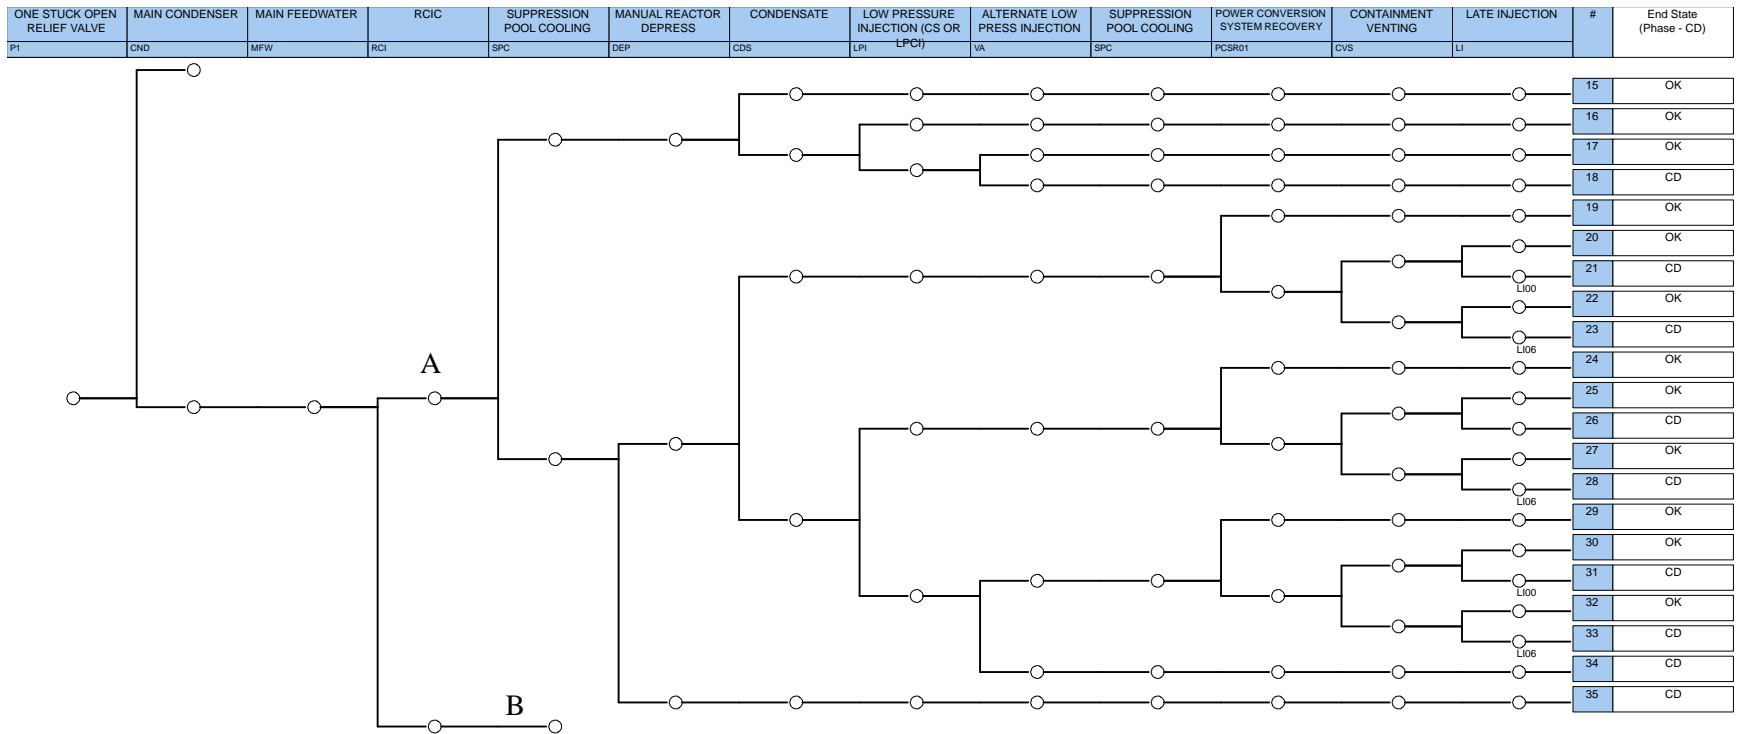 ONE STUCK OPEN
RELIEF VALVE
MAIN CONDENSER
MAIN FEEDWATER
RCIC
SUPPRESSION
POOL COOLING
MANUAL REACTOR
DEPRESS
CONDENSATE
LOW PRESSURE
INJECTION (CS OR
LPCI)
ALTERNATE LOW
PRESS INJECTION
SUPPRESSION
POOL COOLING
POWER CONVERSION
SYSTEM RECOVERY
CONTAINMENT
VENTING
LATE INJECTION
#
End State
(Phase - CD)
P1
CND
MFW
RCI
SPC
DEP
CDS
LPI
VA
SPC
PCSR01
CVS
LI
15 OK
16 OK
17 OK
18 CD
19 OK
20 OK
21 CD
LI00
22 OK
23 CD
LI06
24 OK
A
25 OK
26 CD
27 OK
28 CD
LI06
29 OK
30 OK
31 CD
LI00
32 OK
33 CD
LI06
34 CD
35 CD
B